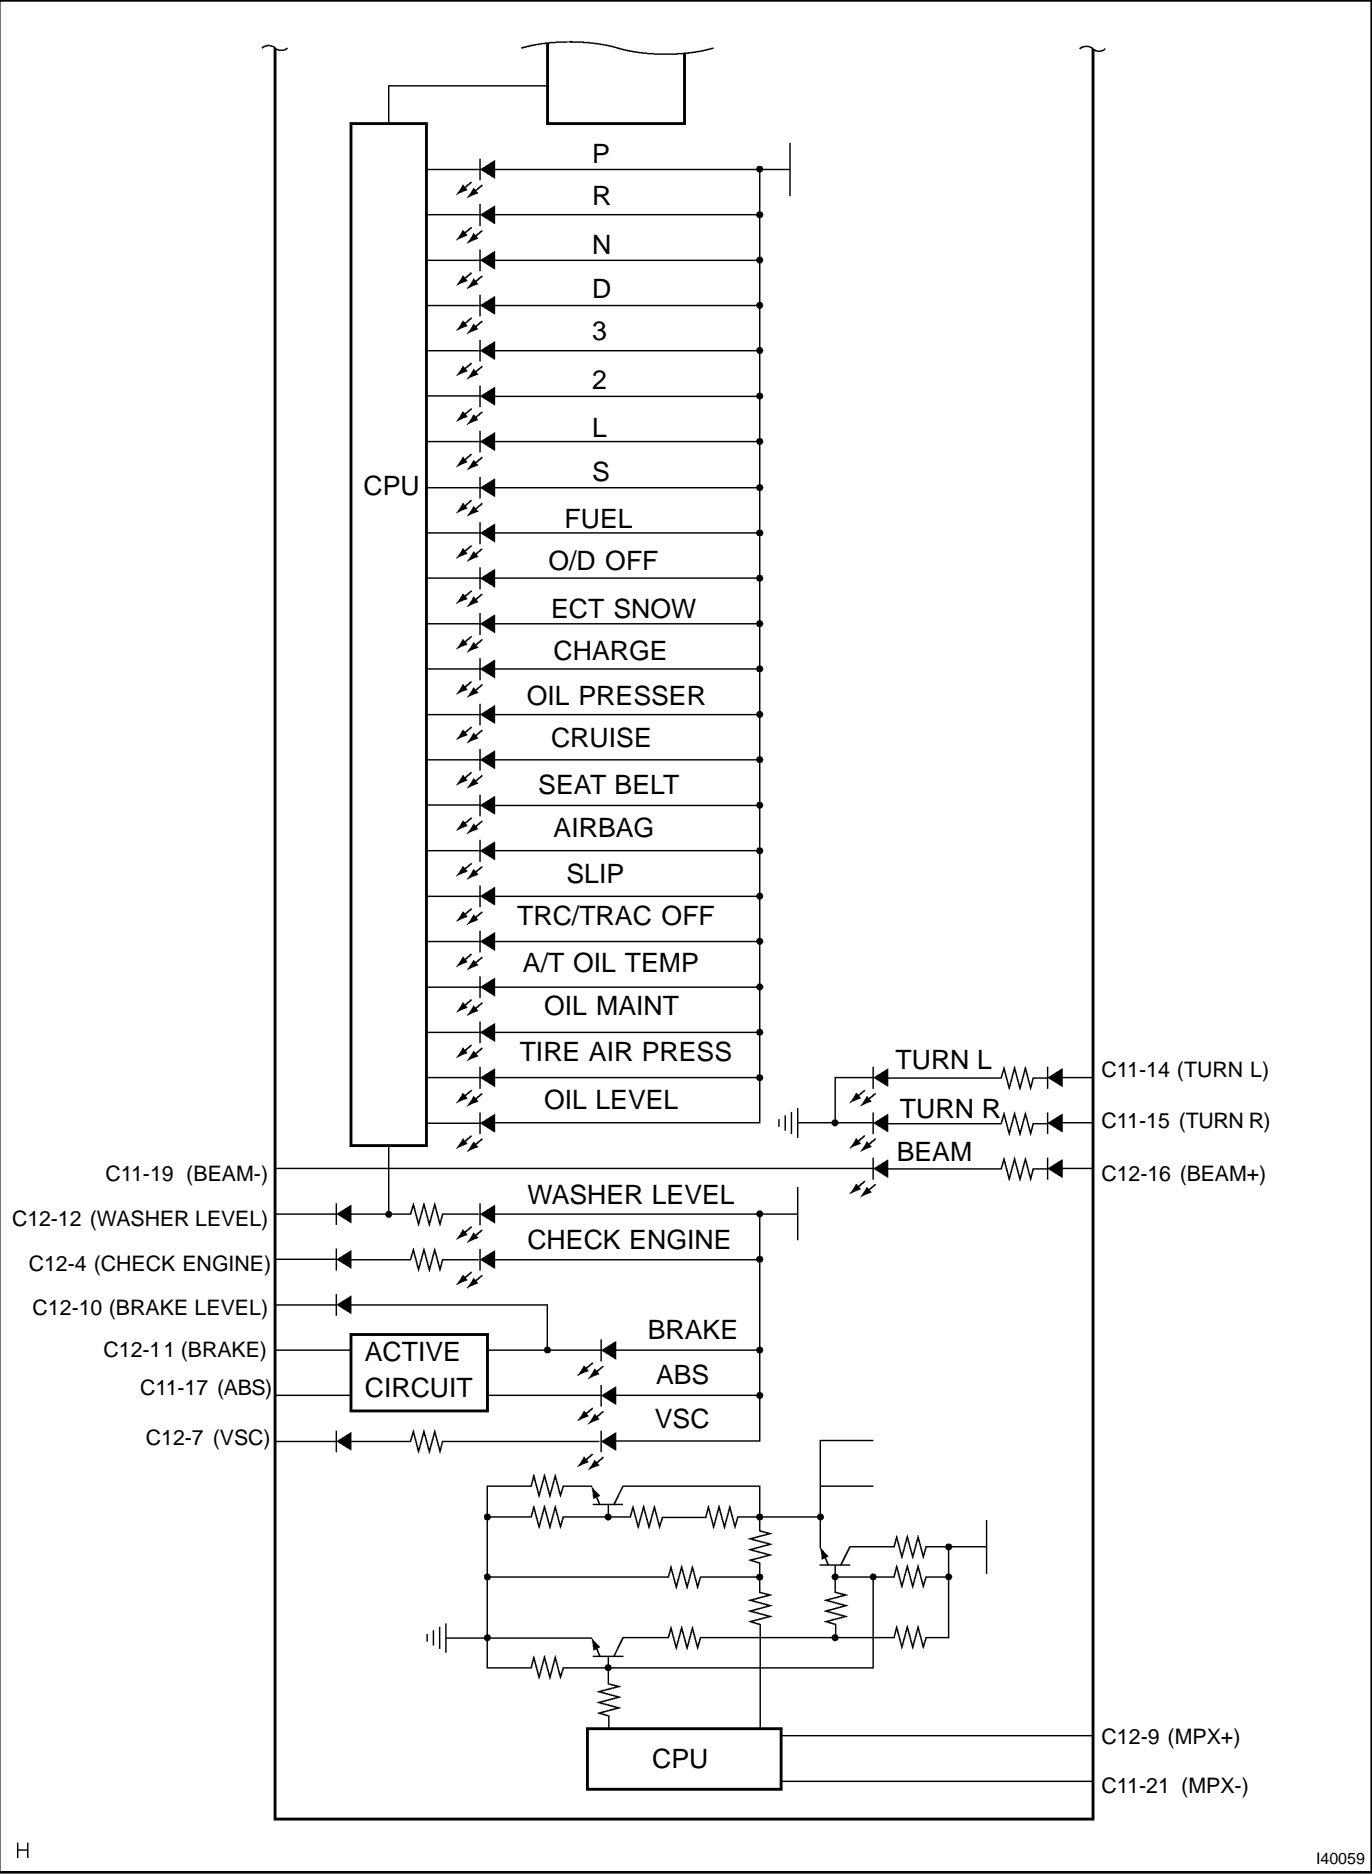 P
R
N
D
3
2
L
S
CPU
FUEL
O/D OFF
ECT SNOW
CHARGE
OIL PRESSER
CRUISE
SEAT BELT
AIRBAG
SLIP
TRC/TRAC OFF
A/T OIL TEMP
OIL MAINT
TIRE AIR PRESS
OIL LEVEL
TURN L
C11-14 (TURN L)
TURN R
C11-15 (TURN R)
BEAM
C11-19 (BEAM-)
C12-16 (BEAM+)
WASHER LEVEL
C12-12 (WASHER LEVEL)
CHECK ENGINE
C12-4 (CHECK ENGINE)
C12-10 (BRAKE LEVEL)
BRAKE
C12-11 (BRAKE)
ACTIVE
CIRCUIT
ABS
C11-17 (ABS)
VSC
C12-7 (VSC)
CPU
C12-9 (MPX+)
C11-21 (MPX-)
H
I40059